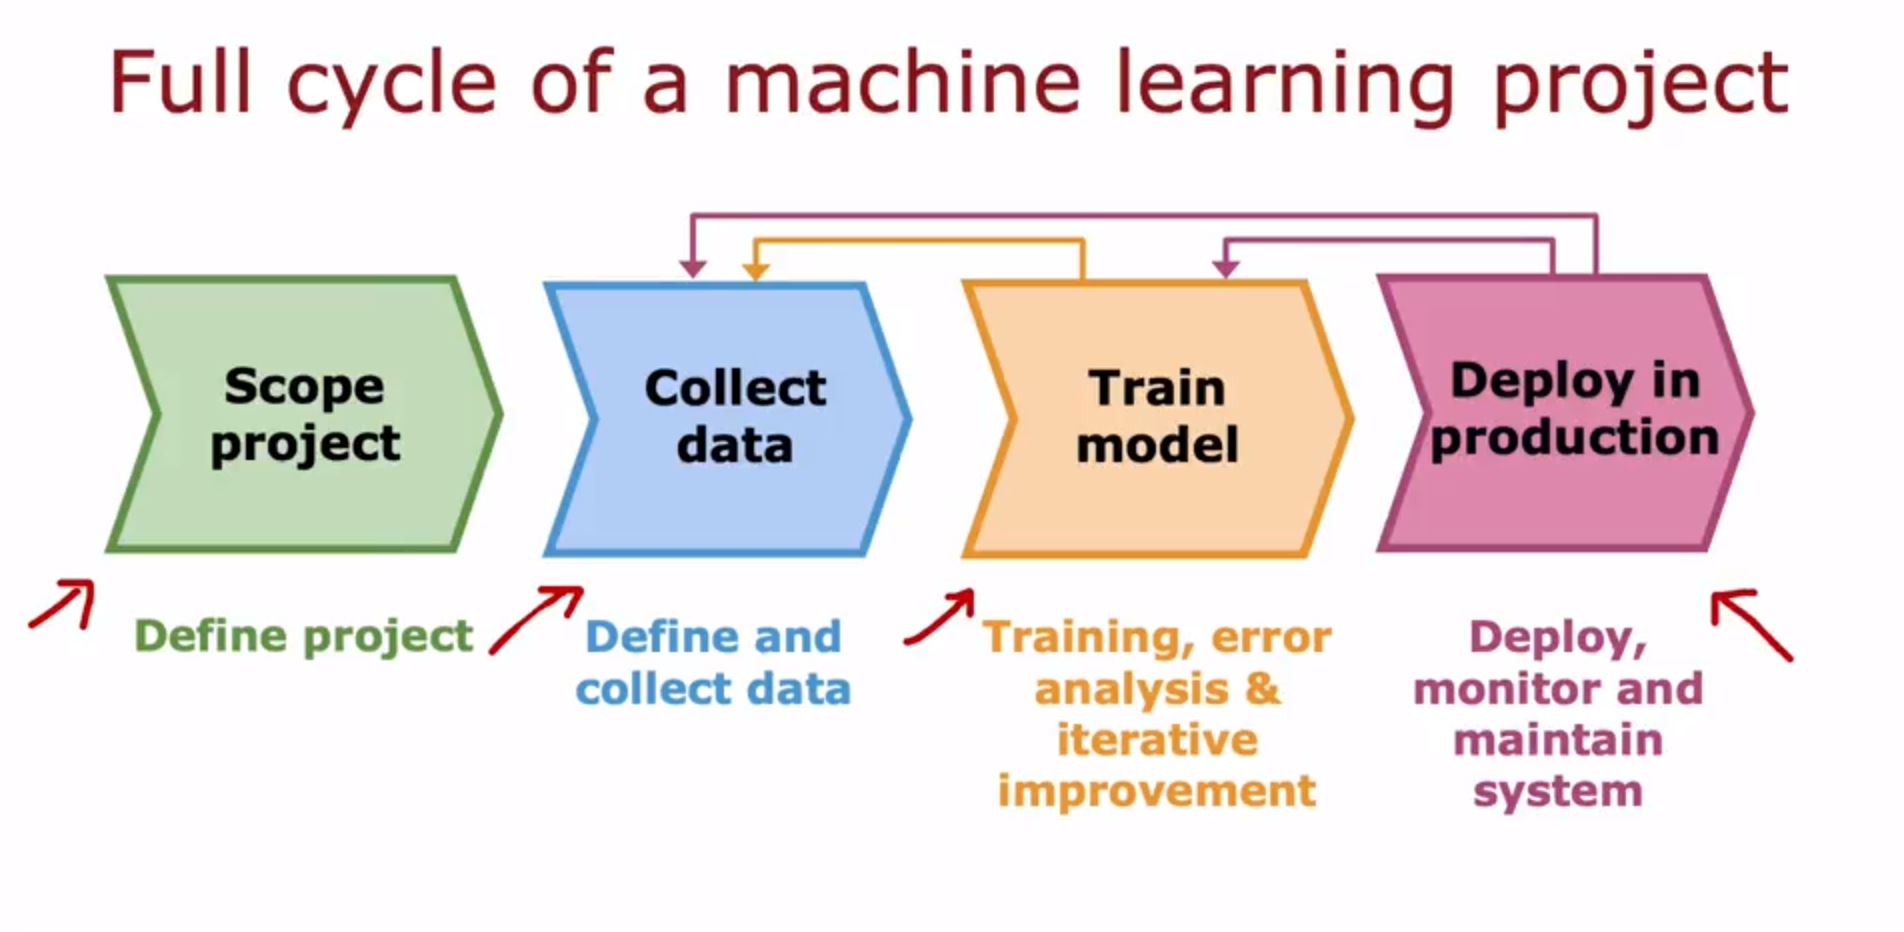 Full cycle of a machine learning project
Scope
project
Collect
data
Train
model
Deploy in
production
Define project
Define and
collect data
Training, error
analysis &
iterative
improvement
Deploy,
monitor and
maintain
system